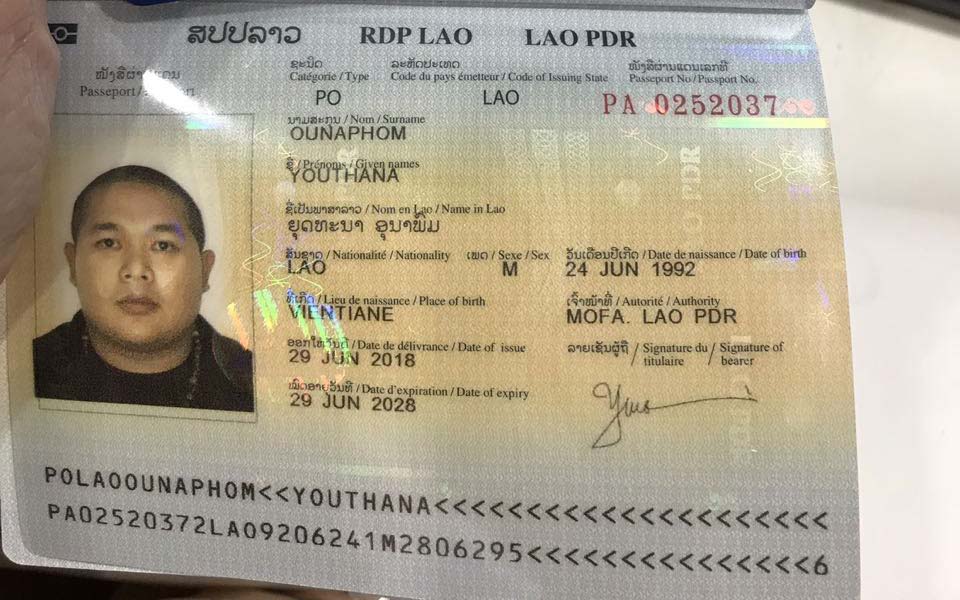 ສປປລາວ RDP LAO LAO PDR
ໜັງສືຜ່ານແດນ
Passeport / Passport
ຊະນິດ
Catégorie / Type
ລະຫັດປະເທດ
Code du pays émetteur / Code of Issuing State
ໜັງສືຜ່ານແດນເລກທີ
Passeport No / Passport No.
PO LAO PA 0252037
ນາມສະກຸນ / Nom / Surname
OUNAPHOM
ຊື່ / Prénoms / Given names
YOUTHANA
ຊື່ເປັນພາສາລາວ / Nom en Lao / Name in Lao
ຍຸດທະນາ ອຸນາພົມ
ສັນຊາດ / Nationalité / Nationality ເພດ / Sexe / Sex ວັນເດືອນປີເກີດ / Date de naissance / Date of birth
LAO M 24 JUN 1992
ທີ່ເກີດ / Lieu de naissance / Place of birth ເຈົ້າໜ້າທີ່ / Autorité / Authority
VIENTIANE MOFA. LAO PDR
ອອກໃຫ້ວັນທີ / Date de délivrance / Date of issue
29 JUN 2018
ລາຍເຊັນຜູ້ຖື / Signature du titulaire / Signature of bearer
ໝົດອາຍຸວັນທີ / Date d'expiration / Date of expiry
29 JUN 2028
POLAOOUNAPHOM<<YOUTHANA<<<<<<<<<<<<<<<<<<<<<
PA02520372LAO9206241M2806295<<<<<<<<<<<<<<<6